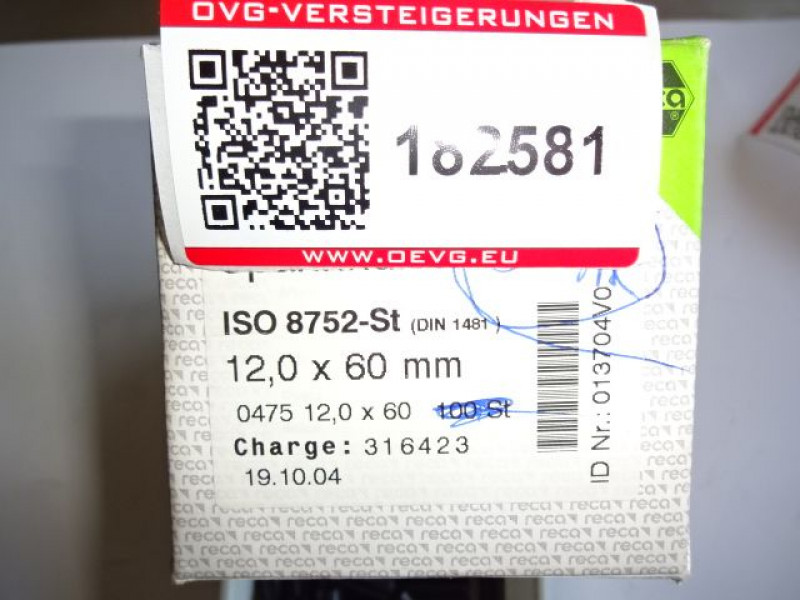 OVG-VERSTEIGERUNGEN
182581
www.OEVG.EU
ISO 8752-St (DIN 1481)
12,0 x 60 mm
0475 12,0 x 60 100 St
Charge: 316423
19.10.04
ID Nr.: 013704V0
reca